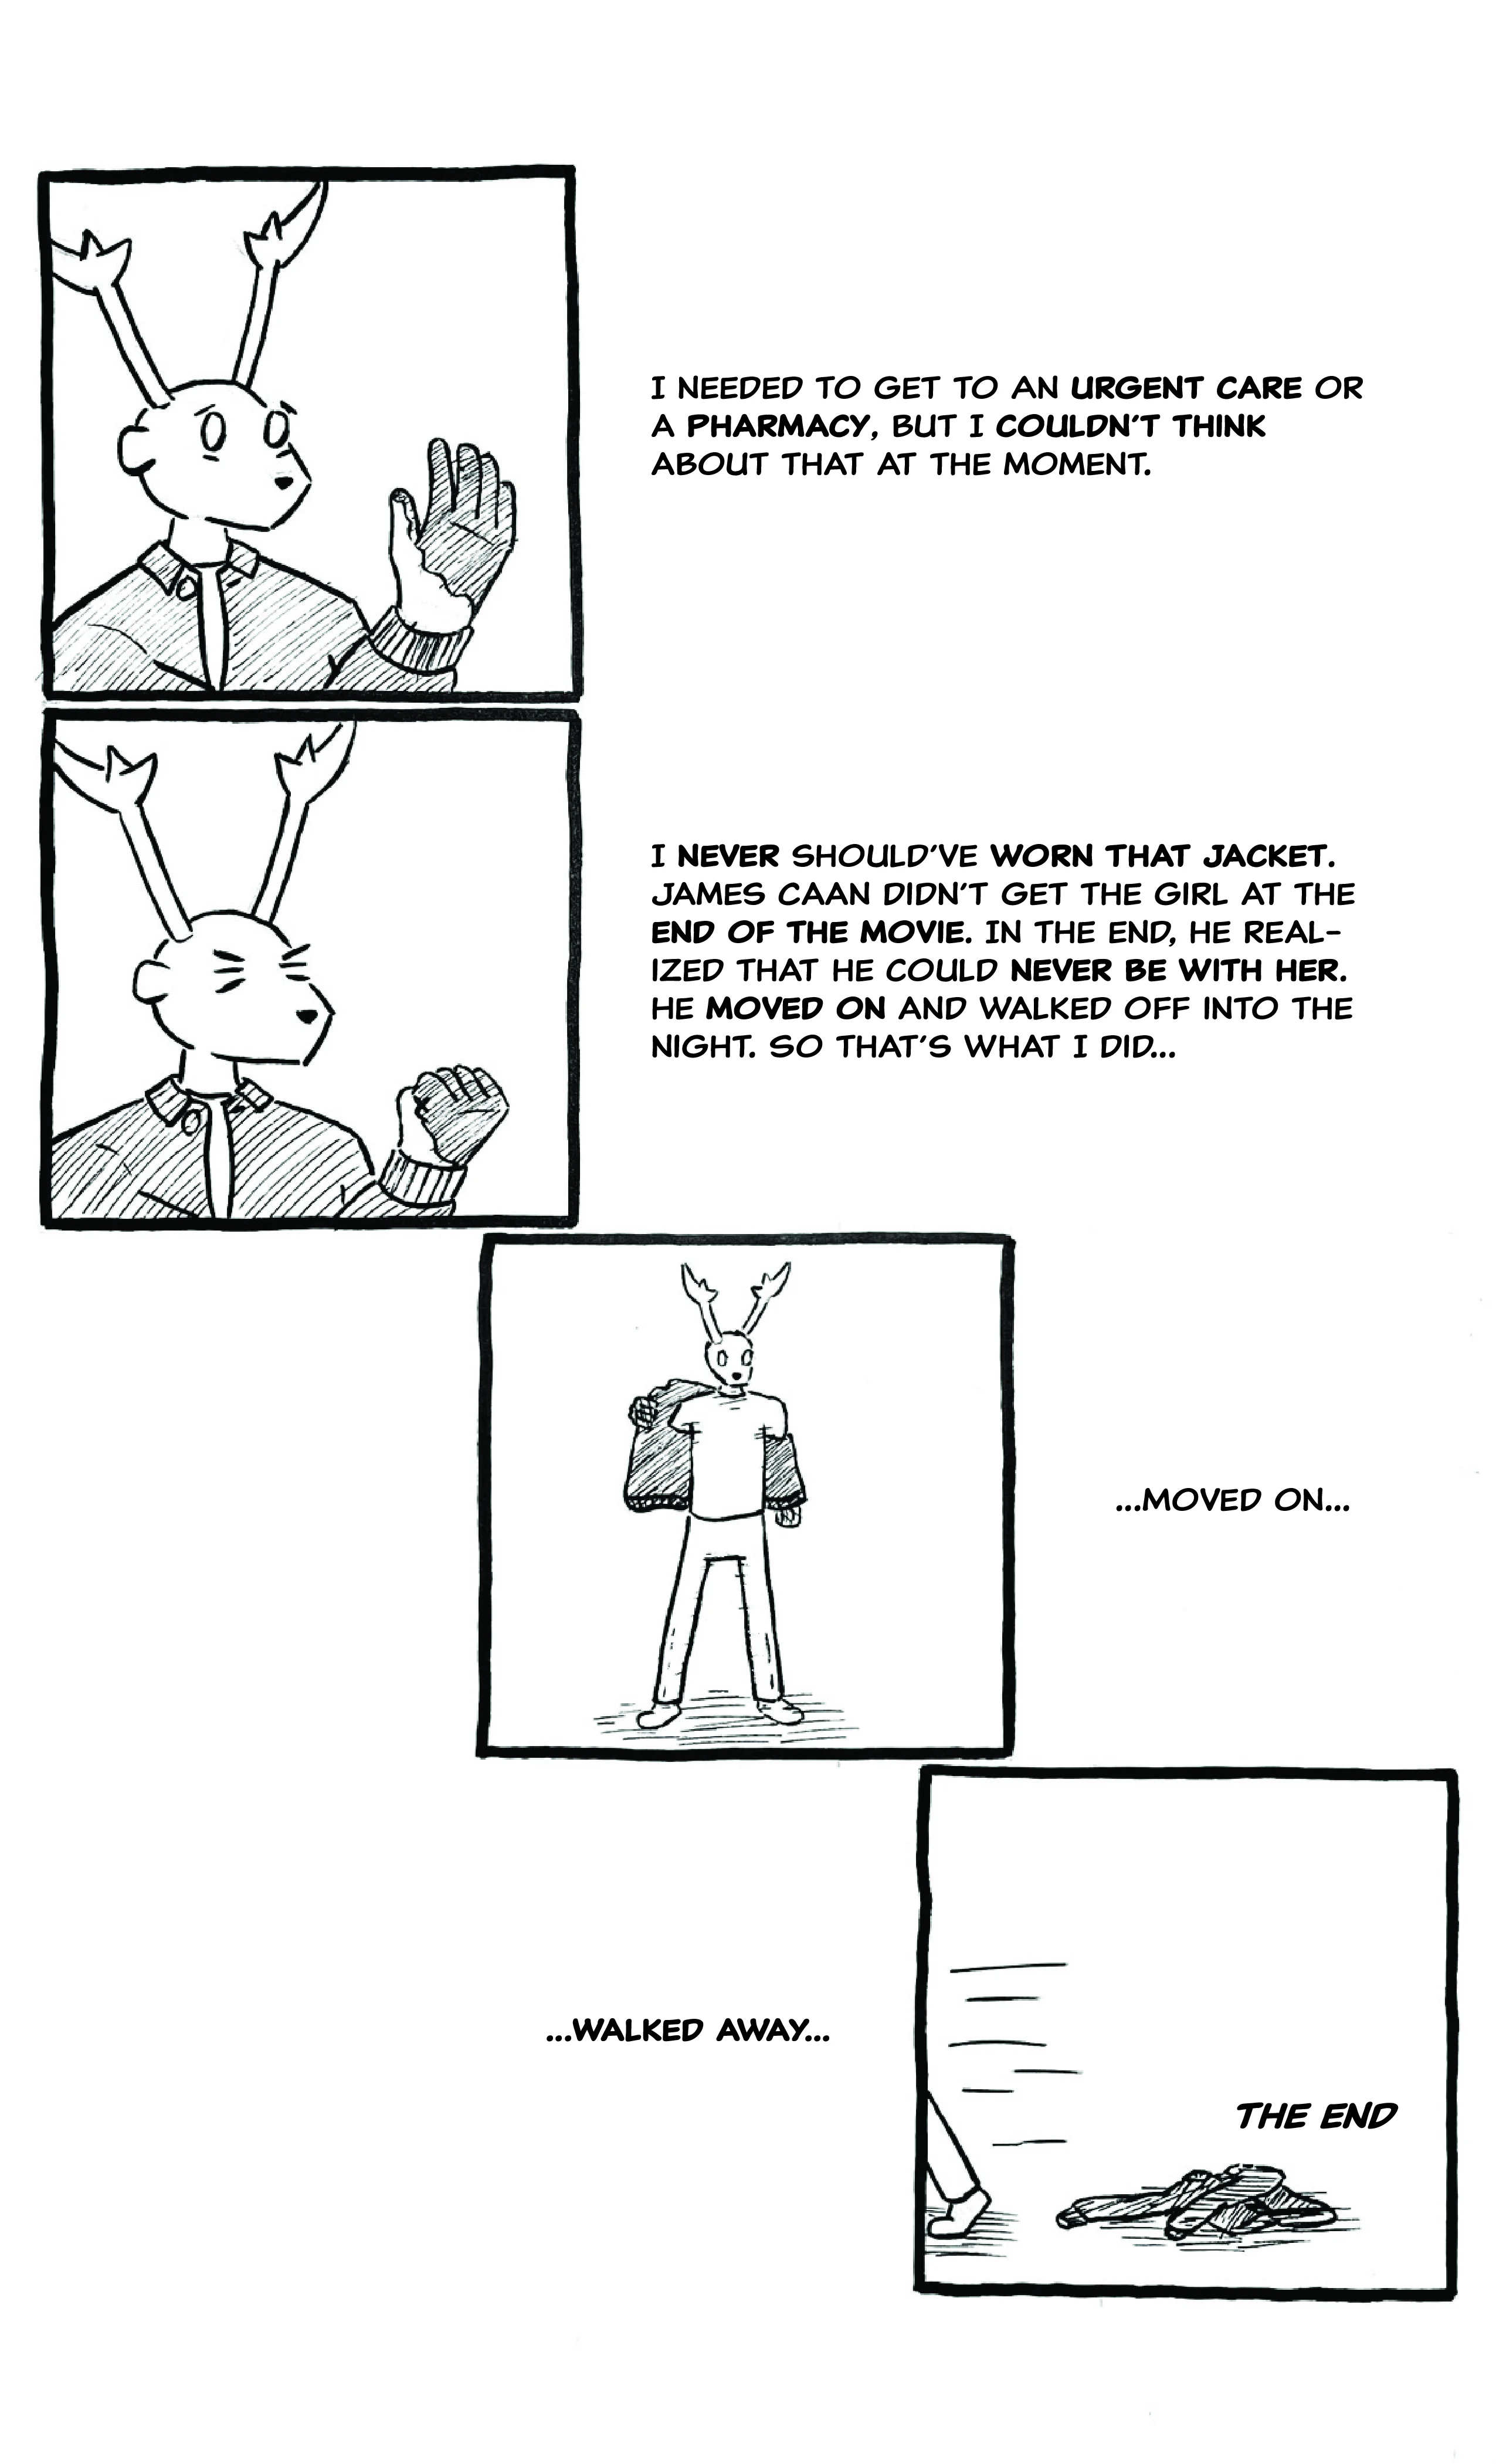 I NEEDED TO GET TO AN URGENT CARE OR
A PHARMACY, BUT I COULDN'T THINK
ABOUT THAT AT THE MOMENT.
I NEVER SHOULD'VE WORN THAT JACKET.
JAMES CAAN DIDN'T GET THE GIRL AT THE
END OF THE MOVIE. IN THE END, HE REAL-
IZED THAT HE COULD NEVER BE WITH HER.
HE MOVED ON AND WALKED OFF INTO THE
NIGHT. SO THAT'S WHAT I DID...
...MOVED ON...
...WALKED AWAY...
THE END